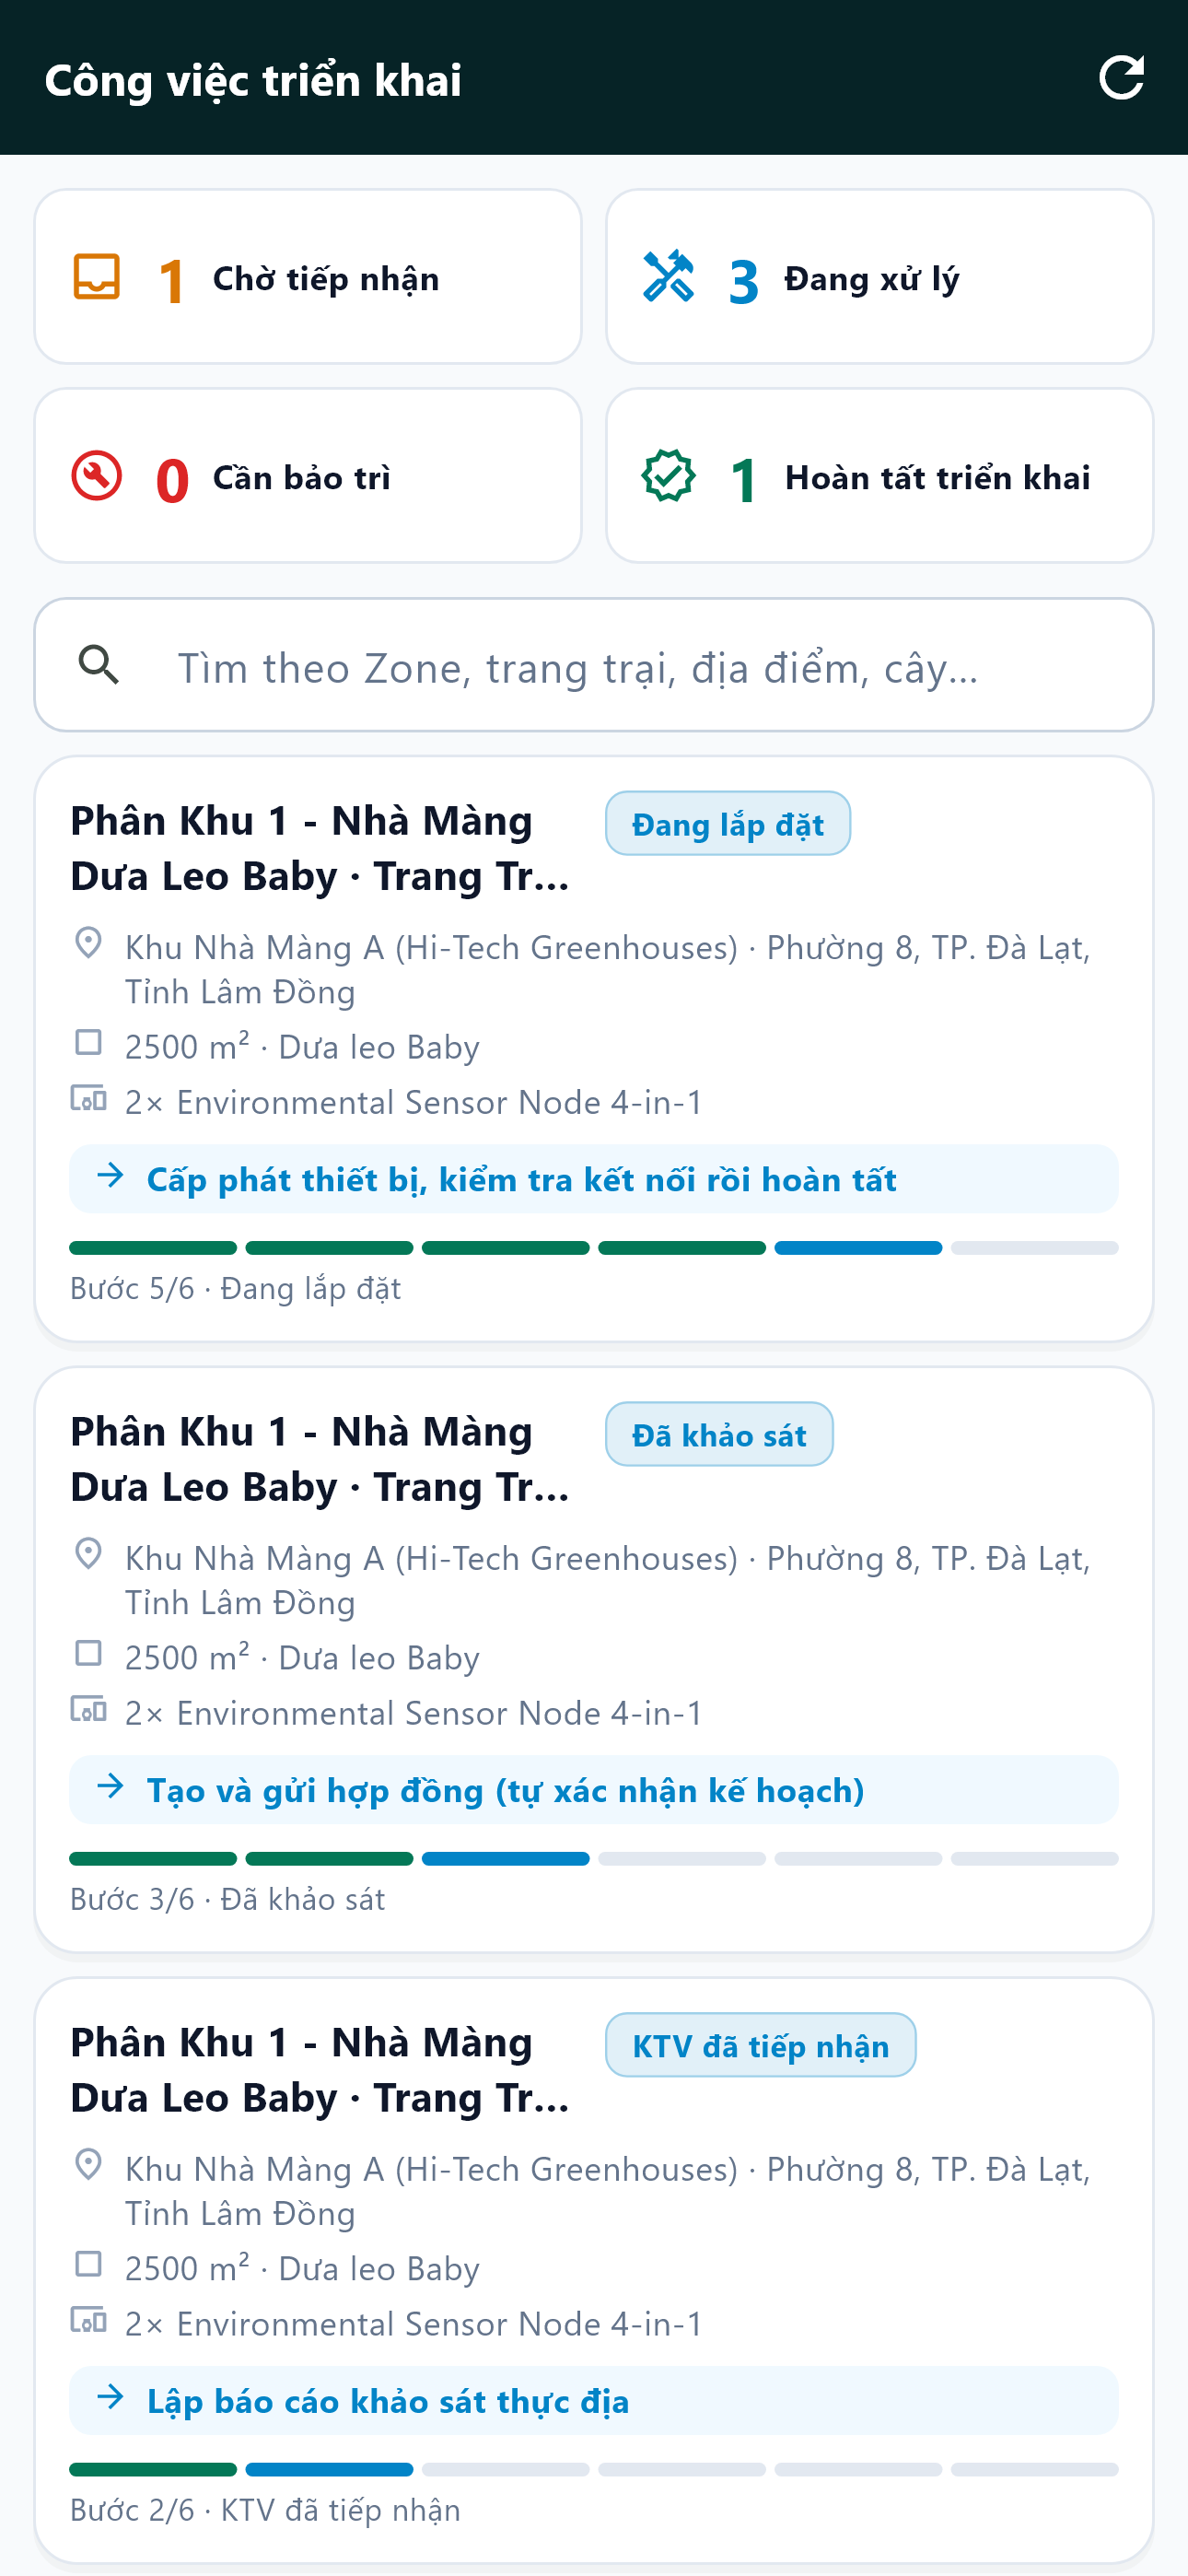 Công việc triển khai
1 Chờ tiếp nhận
3 Đang xử lý
0 Cần bảo trì
1 Hoàn tất triển khai
Tìm theo Zone, trang trại, địa điểm, cây...
Phân Khu 1 - Nhà Màng
Dưa Leo Baby · Trang Tr...
Đang lắp đặt
Khu Nhà Màng A (Hi-Tech Greenhouses) · Phường 8, TP. Đà Lạt,
Tỉnh Lâm Đồng
2500 m² · Dưa leo Baby
2× Environmental Sensor Node 4-in-1
Cấp phát thiết bị, kiểm tra kết nối rồi hoàn tất
Bước 5/6 · Đang lắp đặt
Phân Khu 1 - Nhà Màng
Dưa Leo Baby · Trang Tr...
Đã khảo sát
Khu Nhà Màng A (Hi-Tech Greenhouses) · Phường 8, TP. Đà Lạt,
Tỉnh Lâm Đồng
2500 m² · Dưa leo Baby
2× Environmental Sensor Node 4-in-1
Tạo và gửi hợp đồng (tự xác nhận kế hoạch)
Bước 3/6 · Đã khảo sát
Phân Khu 1 - Nhà Màng
Dưa Leo Baby · Trang Tr...
KTV đã tiếp nhận
Khu Nhà Màng A (Hi-Tech Greenhouses) · Phường 8, TP. Đà Lạt,
Tỉnh Lâm Đồng
2500 m² · Dưa leo Baby
2× Environmental Sensor Node 4-in-1
Lập báo cáo khảo sát thực địa
Bước 2/6 · KTV đã tiếp nhận